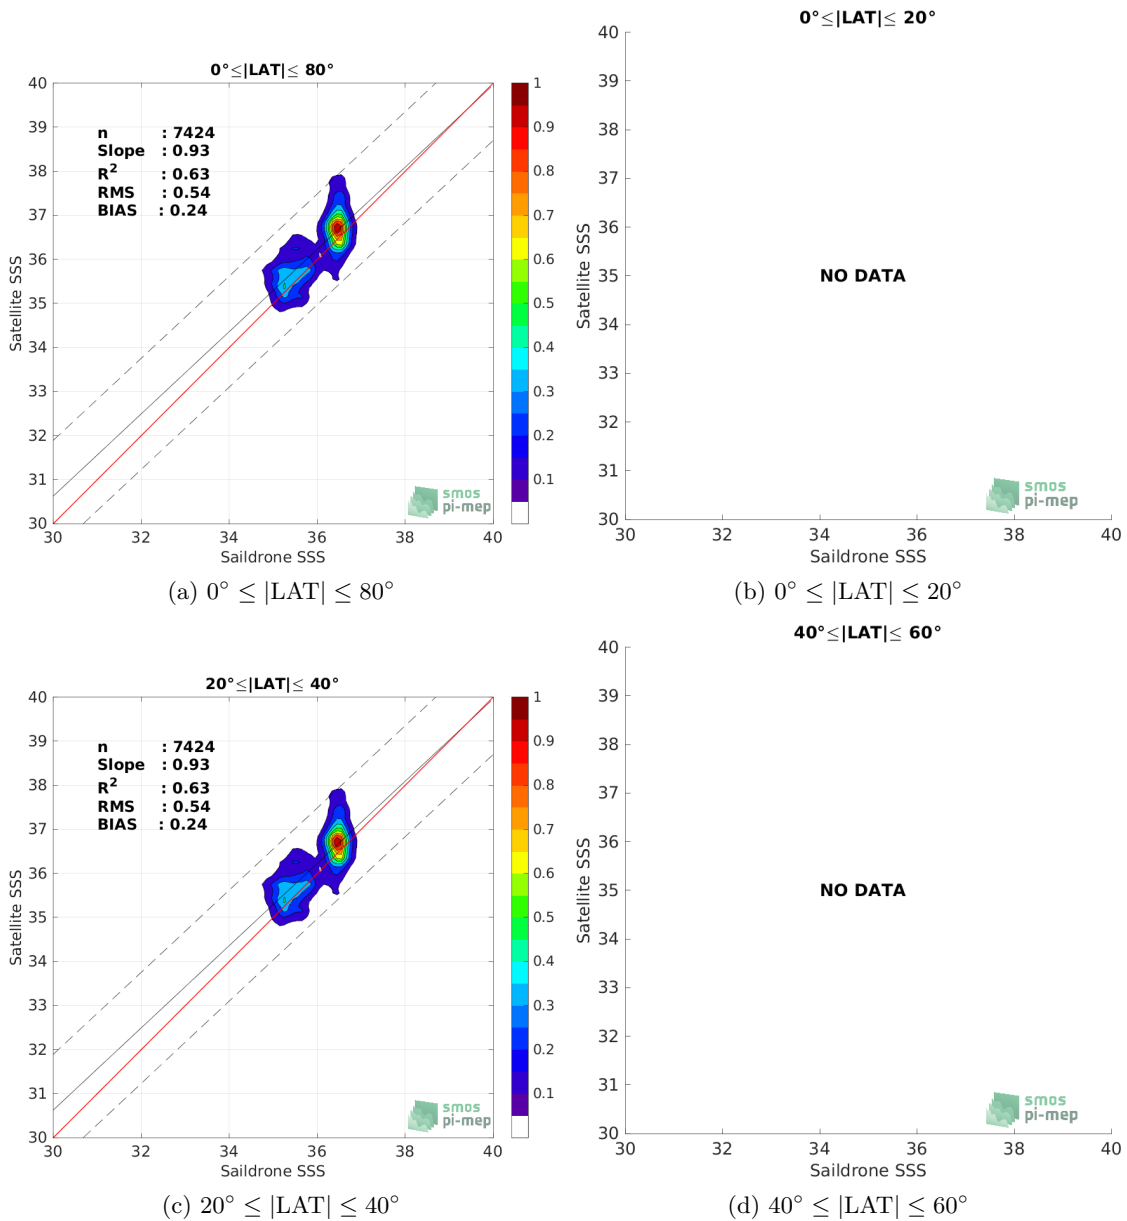 0°≤|LAT|≤ 80°
40
39
38
37
36
35
34
33
32
31
30
Satellite SSS
n : 7424
Slope : 0.93
R² : 0.63
RMS : 0.54
BIAS : 0.24
smos
pi-mep
30 32 34 36 38 40
Saildrone SSS
1
0.9
0.8
0.7
0.6
0.5
0.4
0.3
0.2
0.1
(a) 0° ≤ |LAT| ≤ 80°
0°≤|LAT|≤ 20°
40
39
38
37
36
35
34
33
32
31
30
Satellite SSS
NO DATA
smos
pi-mep
30 32 34 36 38 40
Saildrone SSS
(b) 0° ≤ |LAT| ≤ 20°
20°≤|LAT|≤ 40°
40
39
38
37
36
35
34
33
32
31
30
Satellite SSS
n : 7424
Slope : 0.93
R² : 0.63
RMS : 0.54
BIAS : 0.24
smos
pi-mep
30 32 34 36 38 40
Saildrone SSS
1
0.9
0.8
0.7
0.6
0.5
0.4
0.3
0.2
0.1
(c) 20° ≤ |LAT| ≤ 40°
40°≤|LAT|≤ 60°
40
39
38
37
36
35
34
33
32
31
30
Satellite SSS
NO DATA
smos
pi-mep
30 32 34 36 38 40
Saildrone SSS
(d) 40° ≤ |LAT| ≤ 60°